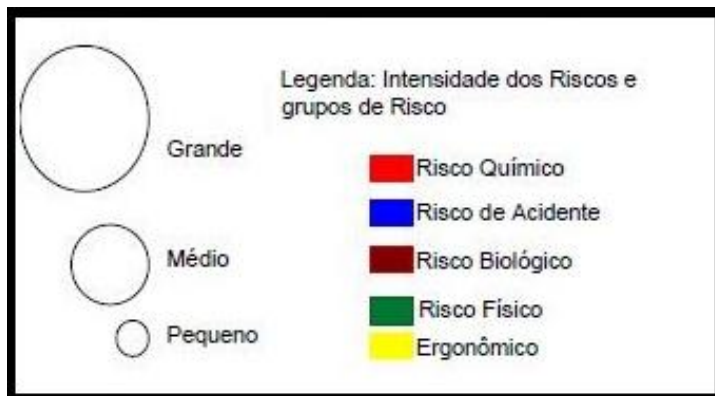 Legenda: Intensidade dos Riscos e
grupos de Risco
Grande
Médio
Pequeno
Risco Químico
Risco de Acidente
Risco Biológico
Risco Físico
Ergonômico